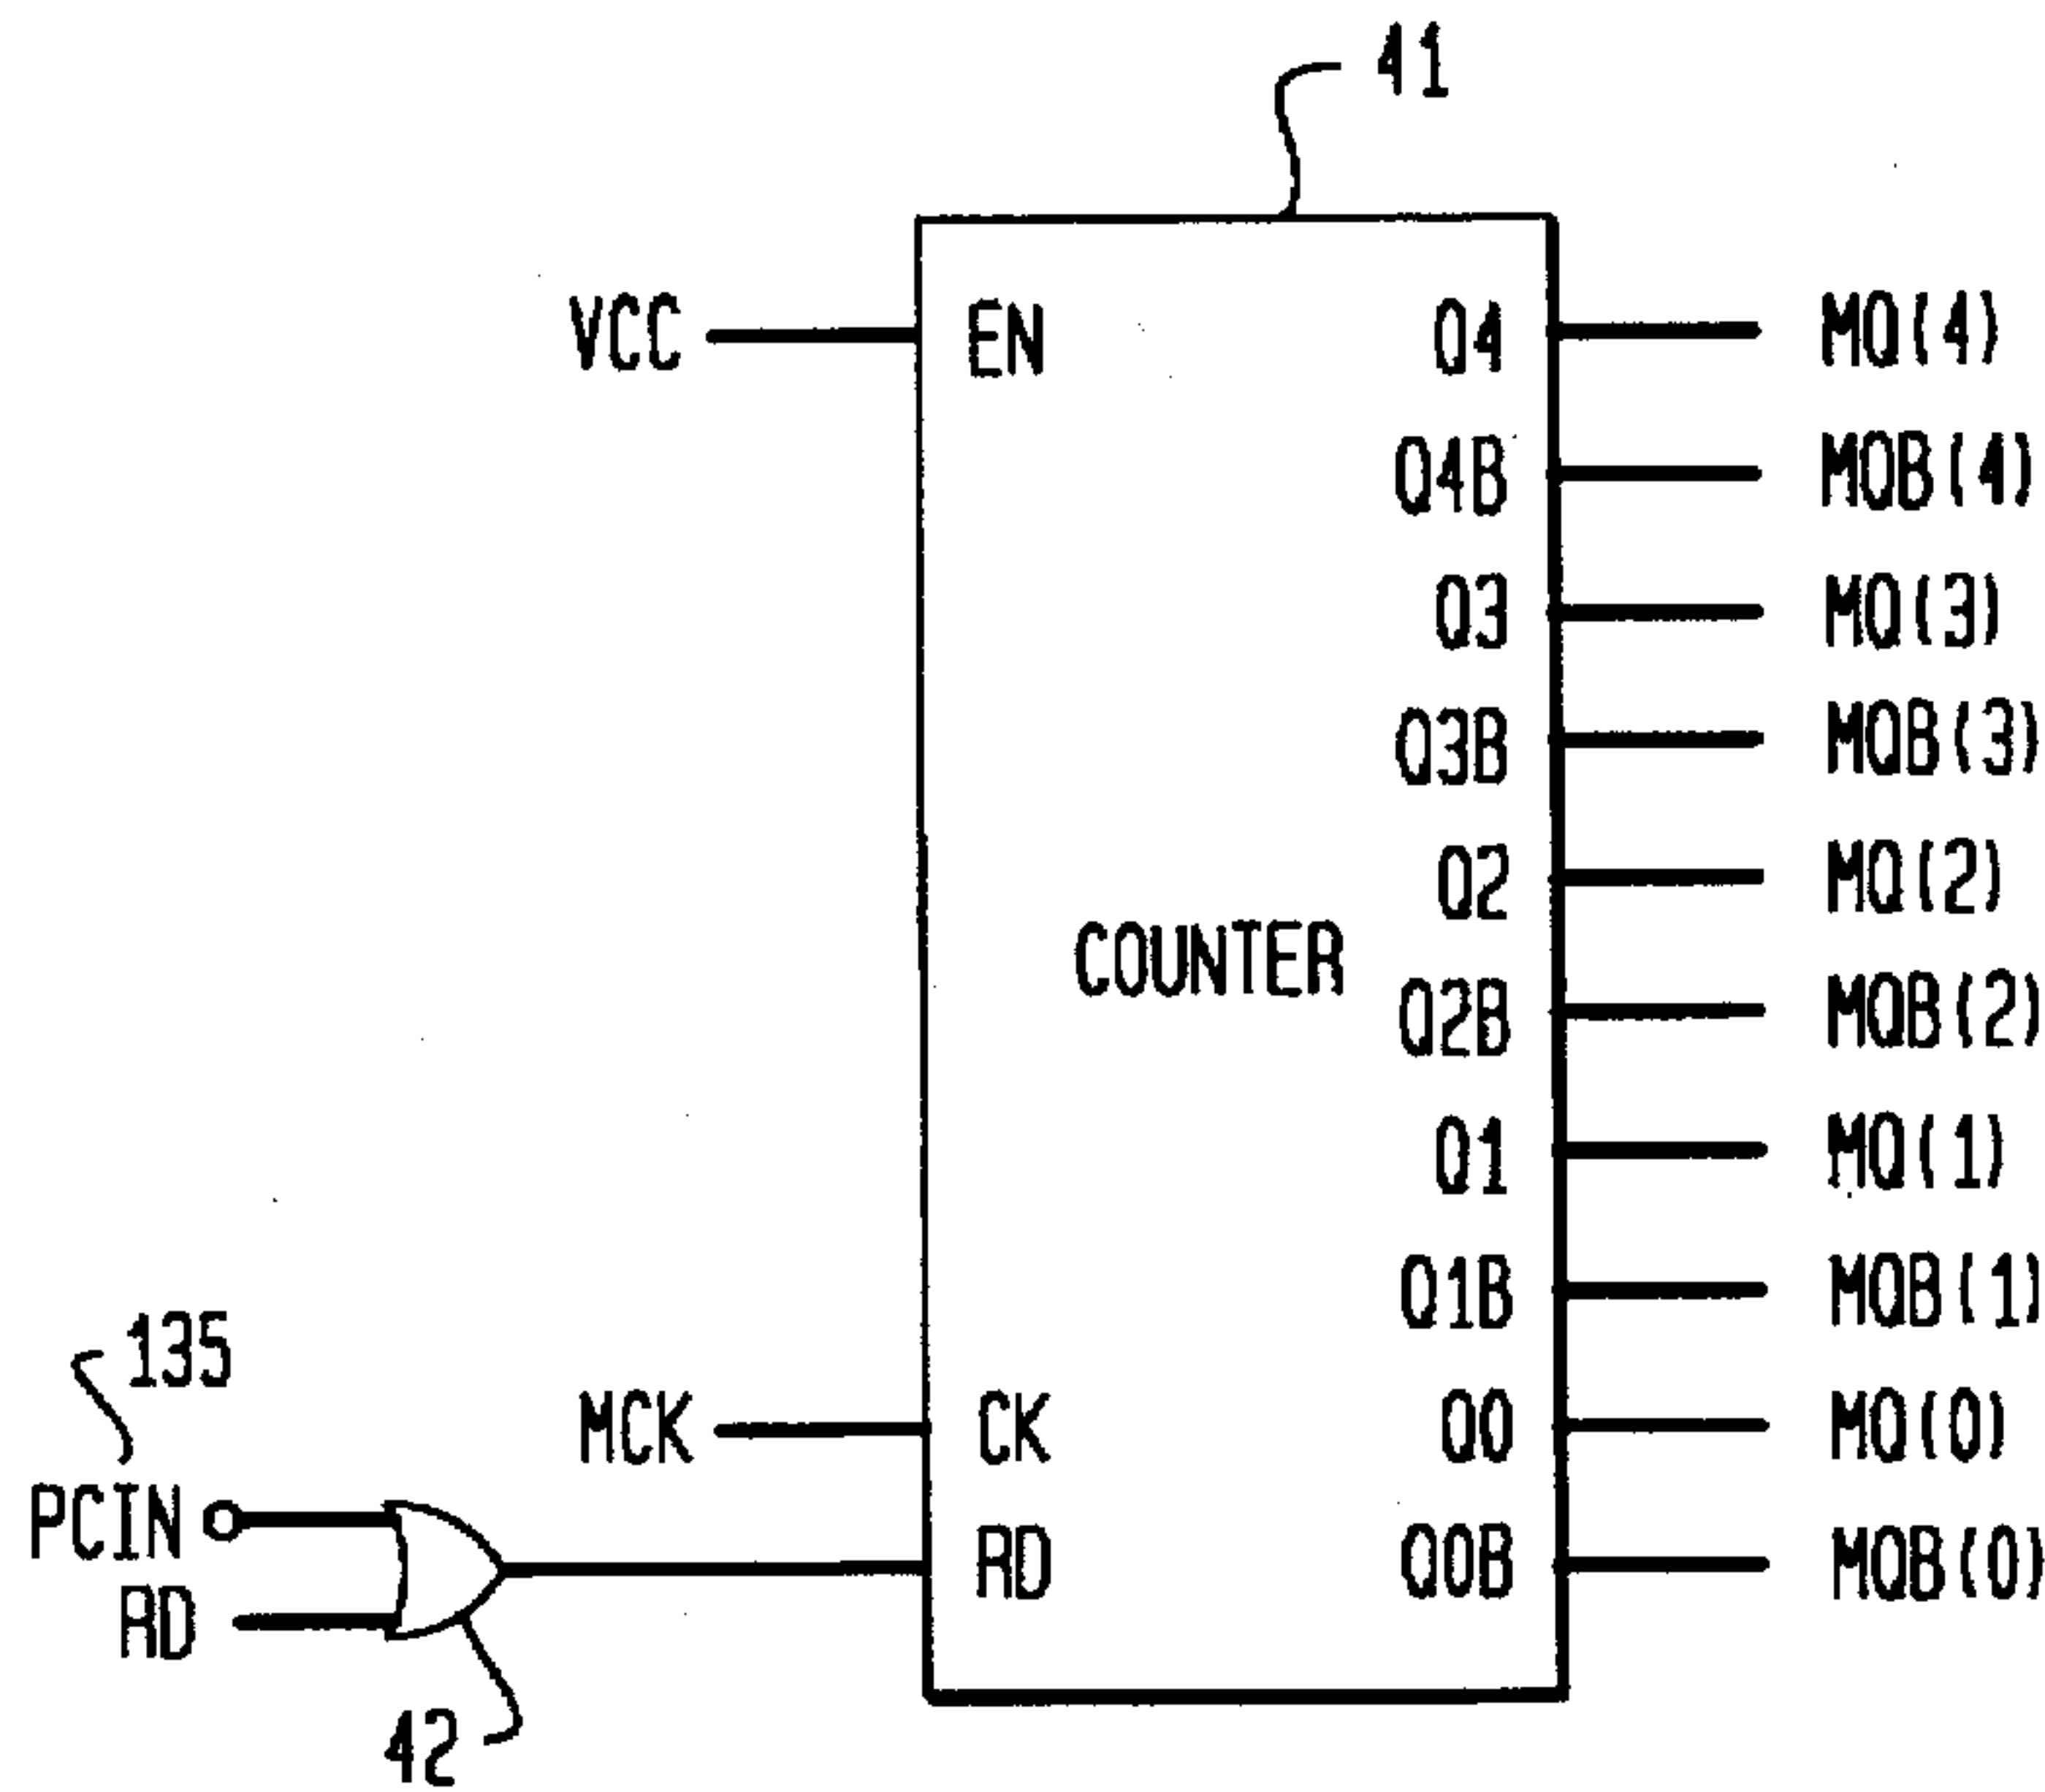 41
VCC EN Q4 MQ(4)
Q4B MQB(4)
Q3 MQ(3)
Q3B MQB(3)
Q2 MQ(2)
COUNTER
Q2B MQB(2)
Q1 MQ(1)
Q1B MQB(1)
135
MCK CK Q0 MQ(0)
PCIN
RD Q0B MQB(0)
RD
42